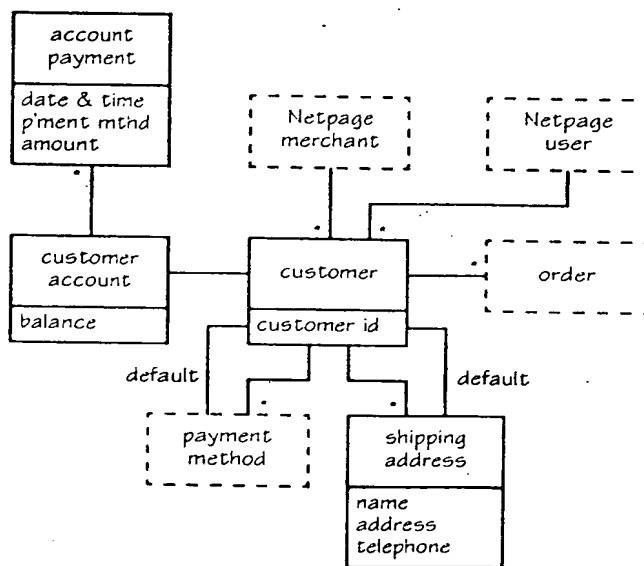 account
payment
date & time
p'ment mthd
amount
Netpage
merchant
Netpage
user
customer
account
balance
customer
customer id
order
default
default
payment
method
shipping
address
name
address
telephone